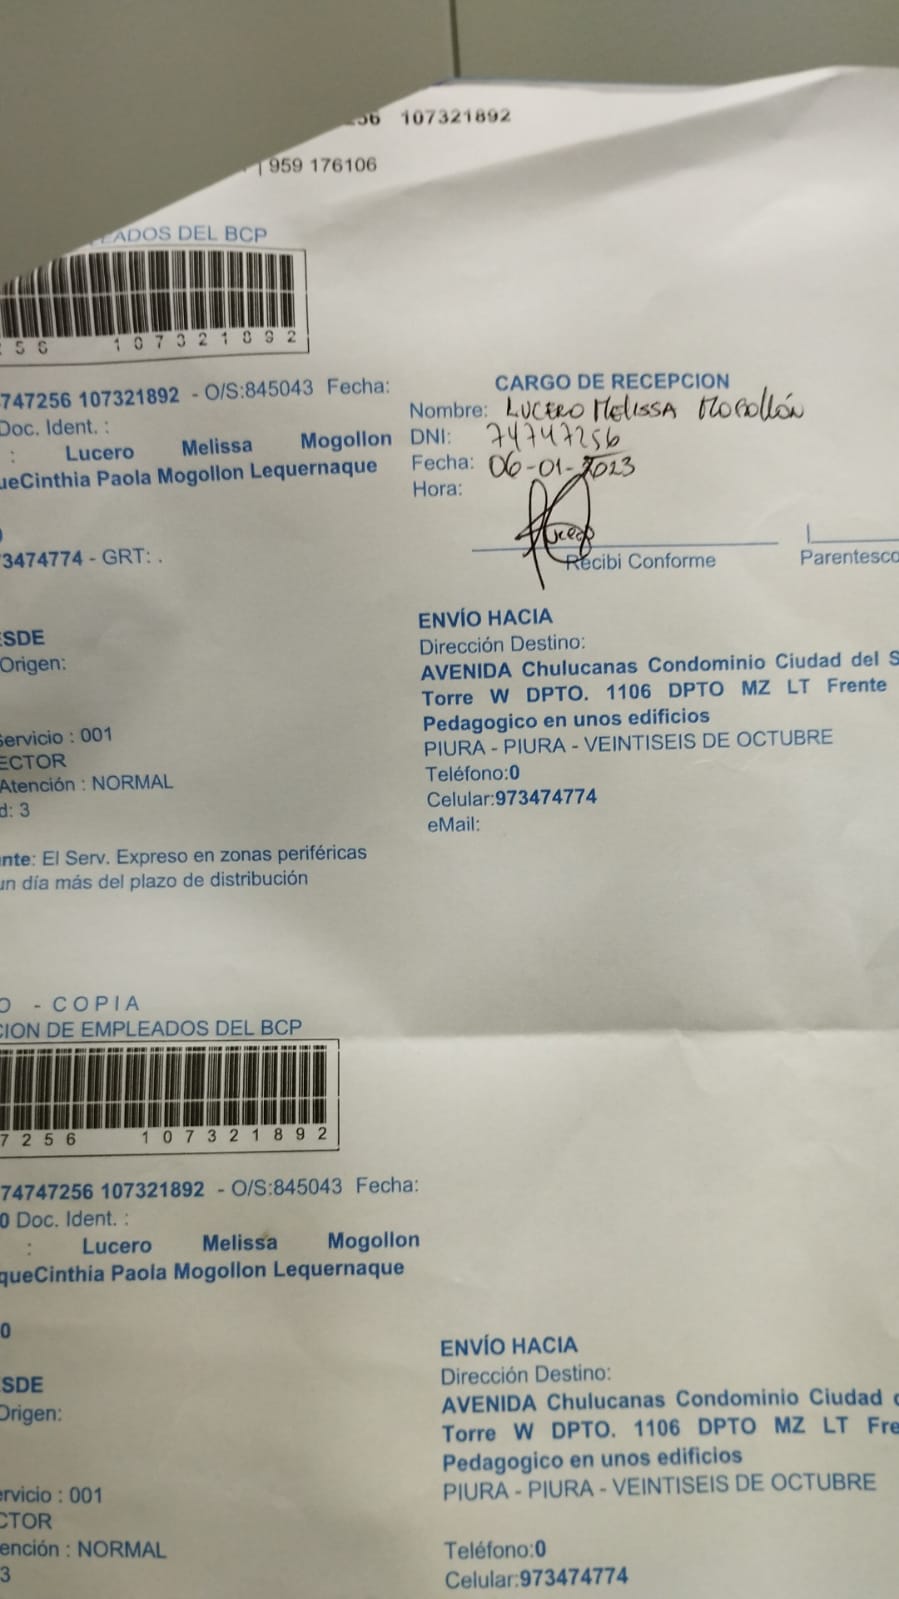 107321892
959 176106
EADOS DEL BCP
56 107321892
747256 107321892 - O/S:845043 Fecha:
Doc. Ident. :
: Lucero Melissa Mogollon
ueCinthia Paola Mogollon Lequernaque
3474774 - GRT: .
CARGO DE RECEPCION
Nombre: LUCERO MELISSA MOGOLLÓN
DNI: 74747256
Fecha: 06-01-2023
Hora:
Recibi Conforme
Parentesco
ESDE
Origen:
Servicio : 001
ECTOR
Atención : NORMAL
d: 3
ENVÍO HACIA
Dirección Destino:
AVENIDA Chulucanas Condominio Ciudad del S
Torre W DPTO. 1106 DPTO MZ LT Frente
Pedagogico en unos edificios
PIURA - PIURA - VEINTISEIS DE OCTUBRE
Teléfono:0
Celular:973474774
eMail:
nte: El Serv. Expreso en zonas periféricas
un día más del plazo de distribución
O - COPIA
CION DE EMPLEADOS DEL BCP
7256 107321892
74747256 107321892 - O/S:845043 Fecha:
0 Doc. Ident. :
: Lucero Melissa Mogollon
queCinthia Paola Mogollon Lequernaque
0
SDE
Origen:
ervicio : 001
CTOR
ención : NORMAL
3
ENVÍO HACIA
Dirección Destino:
AVENIDA Chulucanas Condominio Ciudad
Torre W DPTO. 1106 DPTO MZ LT Fre
Pedagogico en unos edificios
PIURA - PIURA - VEINTISEIS DE OCTUBRE
Teléfono:0
Celular:973474774